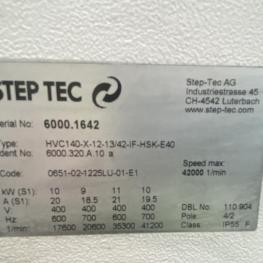 STEP TEC
Step-Tec AG
Industriestrasse 45
CH-4542 Luterbach
www.step-tec.com
erial No: 6000.1642
Type: HVC140-X-12-13/42-IF-HSK-E40
dent No: 6000.320.A.10 a
Code: 0651-02-1225LU-01-E1
Speed max:
42000 1/min
kW (S1): 10 9 11 10
A (S1): 20 18.5 21 19.5
V: 400 400 400 400
Hz: 600 700 600 700
1/min: 17600 20600 35300 41200
DBL No: 110 904
Pole: 4/2
Class: IP55 F